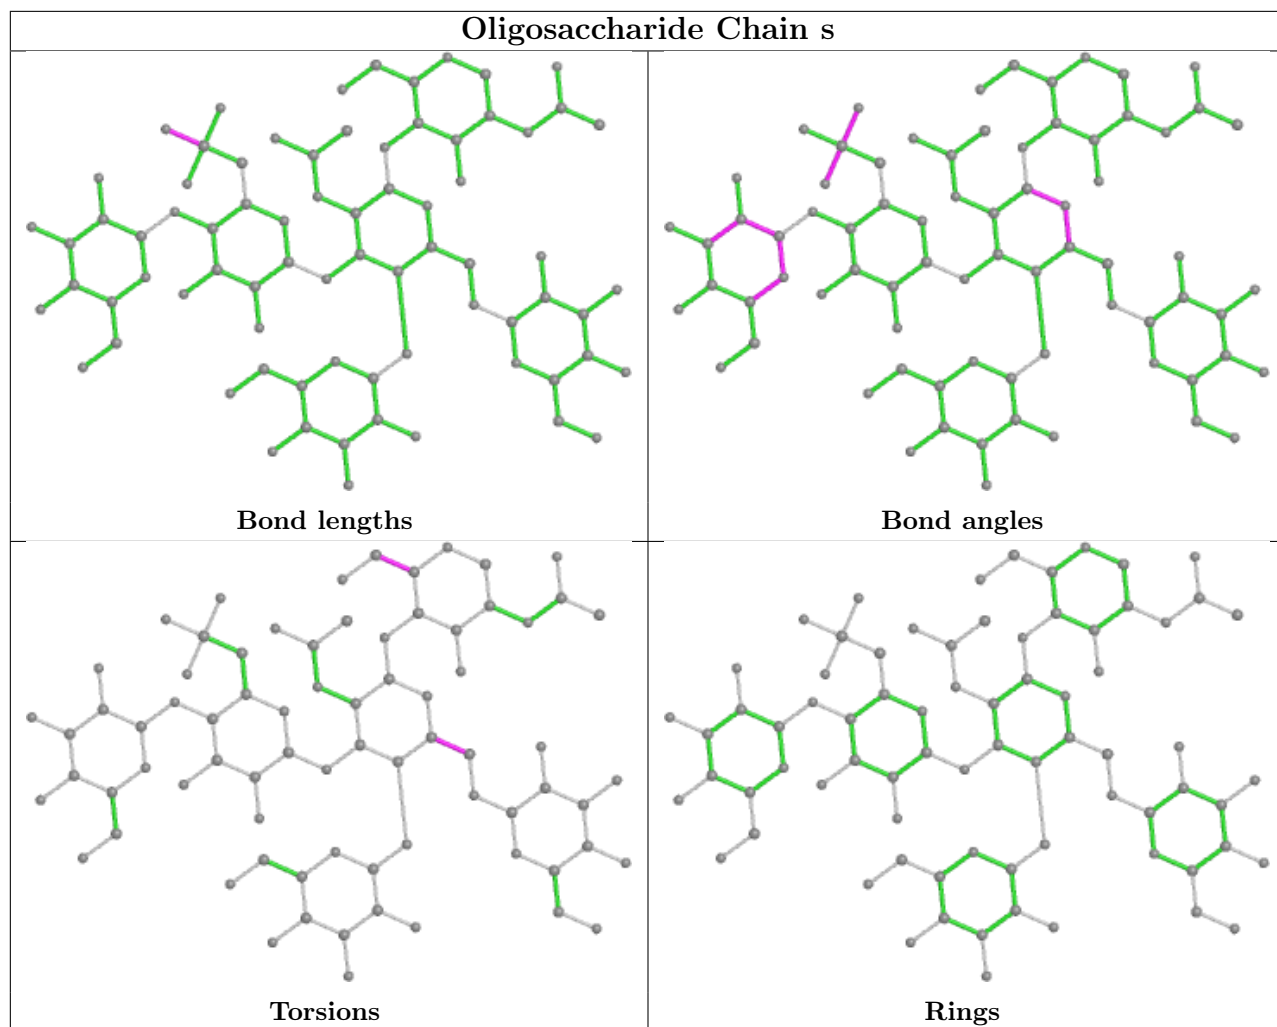 Oligosaccharide Chain s
Bond lengths
Bond angles
Torsions
Rings